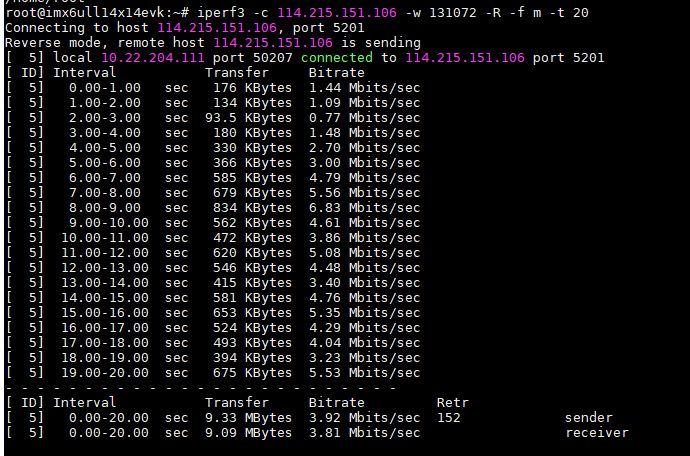 root@imx6ull14x14evk:~# iperf3 -c 114.215.151.106 -w 131072 -R -f m -t 20
Connecting to host 114.215.151.106, port 5201
Reverse mode, remote host 114.215.151.106 is sending
[  5] local 10.22.204.111 port 50207 connected to 114.215.151.106 port 5201
[ ID] Interval           Transfer     Bitrate
[  5]   0.00-1.00   sec   176 KBytes  1.44 Mbits/sec
[  5]   1.00-2.00   sec   134 KBytes  1.09 Mbits/sec
[  5]   2.00-3.00   sec  93.5 KBytes  0.77 Mbits/sec
[  5]   3.00-4.00   sec   180 KBytes  1.48 Mbits/sec
[  5]   4.00-5.00   sec   330 KBytes  2.70 Mbits/sec
[  5]   5.00-6.00   sec   366 KBytes  3.00 Mbits/sec
[  5]   6.00-7.00   sec   585 KBytes  4.79 Mbits/sec
[  5]   7.00-8.00   sec   679 KBytes  5.56 Mbits/sec
[  5]   8.00-9.00   sec   834 KBytes  6.83 Mbits/sec
[  5]   9.00-10.00  sec   562 KBytes  4.61 Mbits/sec
[  5]  10.00-11.00  sec   472 KBytes  3.86 Mbits/sec
[  5]  11.00-12.00  sec   620 KBytes  5.08 Mbits/sec
[  5]  12.00-13.00  sec   546 KBytes  4.48 Mbits/sec
[  5]  13.00-14.00  sec   415 KBytes  3.40 Mbits/sec
[  5]  14.00-15.00  sec   581 KBytes  4.76 Mbits/sec
[  5]  15.00-16.00  sec   653 KBytes  5.35 Mbits/sec
[  5]  16.00-17.00  sec   524 KBytes  4.29 Mbits/sec
[  5]  17.00-18.00  sec   493 KBytes  4.04 Mbits/sec
[  5]  18.00-19.00  sec   394 KBytes  3.23 Mbits/sec
[  5]  19.00-20.00  sec   675 KBytes  5.53 Mbits/sec
- - - - - - - - - - - - - - - - - - - - - - - - -
[ ID] Interval           Transfer     Bitrate         Retr
[  5]   0.00-20.00  sec  9.33 MBytes  3.92 Mbits/sec  152             sender
[  5]   0.00-20.00  sec  9.09 MBytes  3.81 Mbits/sec                  receiver